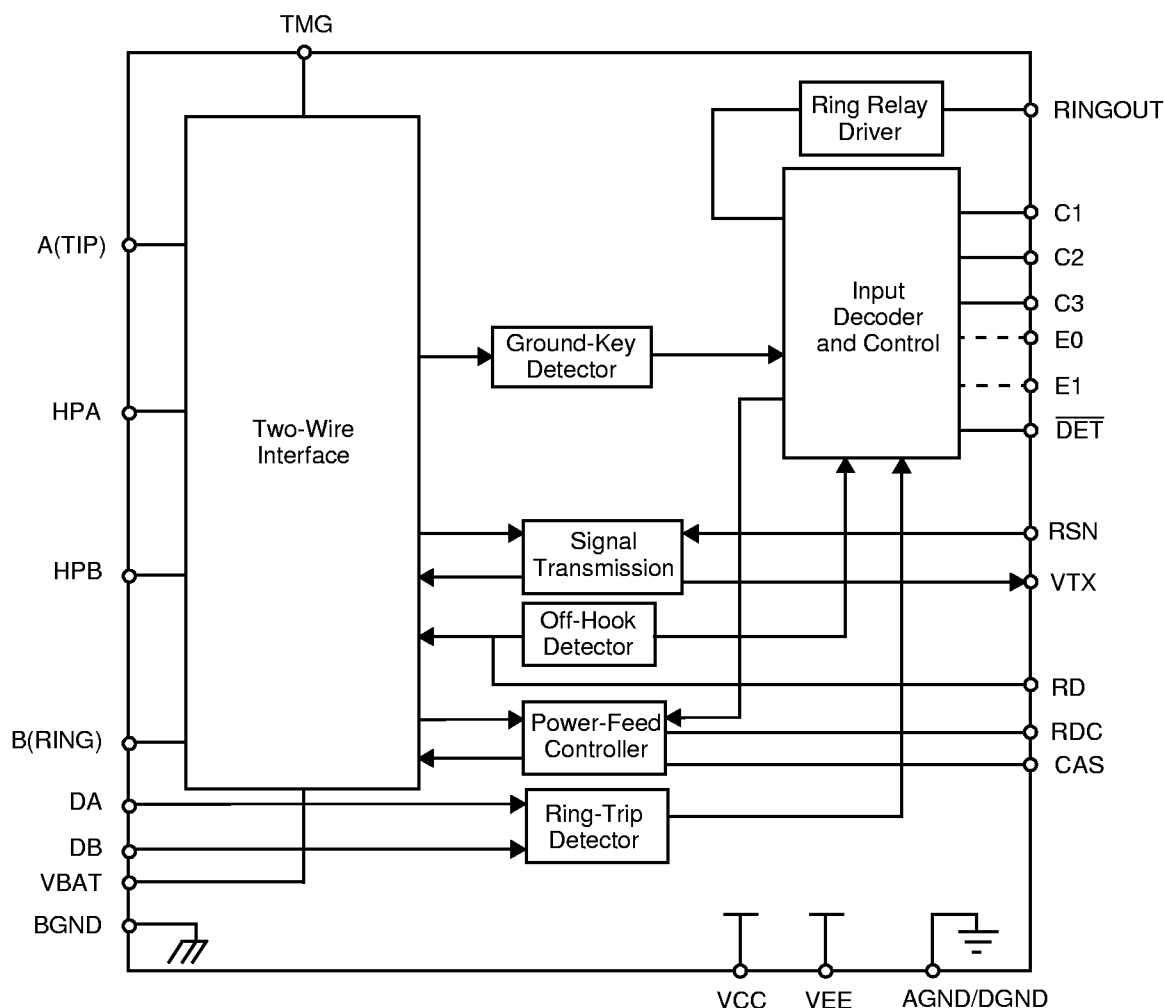 TMG
Ring Relay
Driver
RINGOUT
A(TIP)
HPA
HPB
B(RING)
DA
DB
VBAT
BGND
Two-Wire
Interface
Ground-Key
Detector
Input
Decoder
and Control
C1
C2
C3
E0
E1
DET
Signal
Transmission
RSN
VTX
Off-Hook
Detector
RD
Power-Feed
Controller
RDC
CAS
Ring-Trip
Detector
VCC
VEE
AGND/DGND